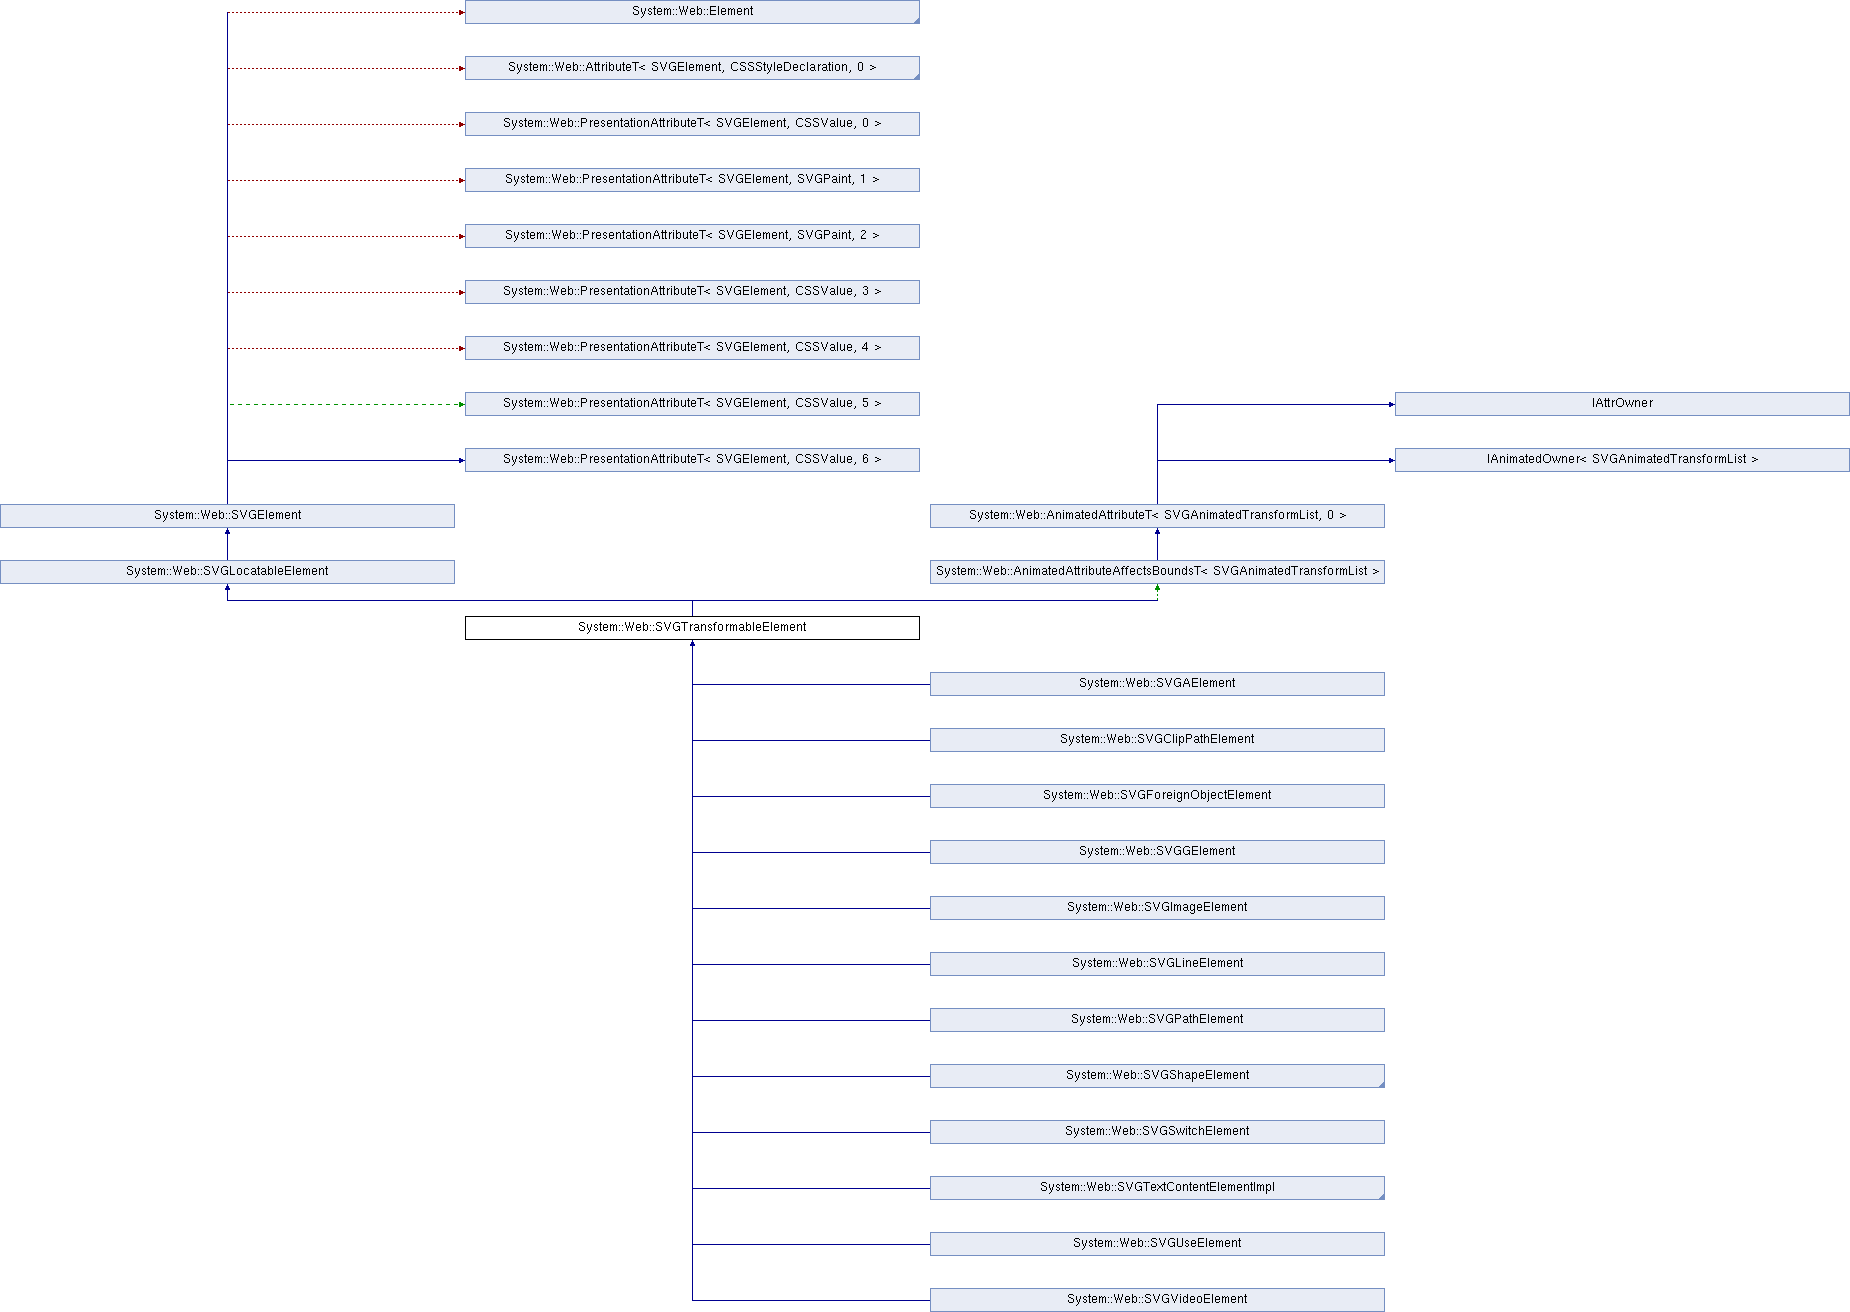 System::Web::Element
System::Web::AttributeT< SVGElement, CSSStyleDeclaration, 0 >
System::Web::PresentationAttributeT< SVGElement, CSSValue, 0 >
System::Web::PresentationAttributeT< SVGElement, SVGPaint, 1 >
System::Web::PresentationAttributeT< SVGElement, SVGPaint, 2 >
System::Web::PresentationAttributeT< SVGElement, CSSValue, 3 >
System::Web::PresentationAttributeT< SVGElement, CSSValue, 4 >
System::Web::PresentationAttributeT< SVGElement, CSSValue, 5 >
IAttrOwner
System::Web::PresentationAttributeT< SVGElement, CSSValue, 6 >
IAnimatedOwner< SVGAnimatedTransformList >
System::Web::SVGElement
System::Web::AnimatedAttributeT< SVGAnimatedTransformList, 0 >
System::Web::SVGLocatableElement
System::Web::AnimatedAttributeAffectsBoundsT< SVGAnimatedTransformList >
System::Web::SVGTransformableElement
System::Web::SVGAElement
System::Web::SVGClipPathElement
System::Web::SVGForeignObjectElement
System::Web::SVGGElement
System::Web::SVGImageElement
System::Web::SVGLineElement
System::Web::SVGPathElement
System::Web::SVGShapeElement
System::Web::SVGSwitchElement
System::Web::SVGTextContentElementImpl
System::Web::SVGUseElement
System::Web::SVGVideoElement